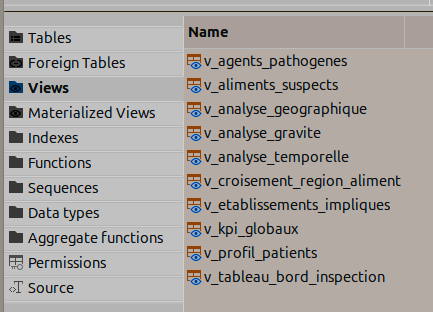 Tables
Foreign Tables
Views
Materialized Views
Indexes
Functions
Sequences
Data types
Aggregate functions
Permissions
Source
Name
v_agents_pathogenes
v_aliments_suspects
v_analyse_geographique
v_analyse_gravite
v_analyse_temporelle
v_croisement_region_aliment
v_etablissements_impliques
v_kpi_globaux
v_profil_patients
v_tableau_bord_inspection